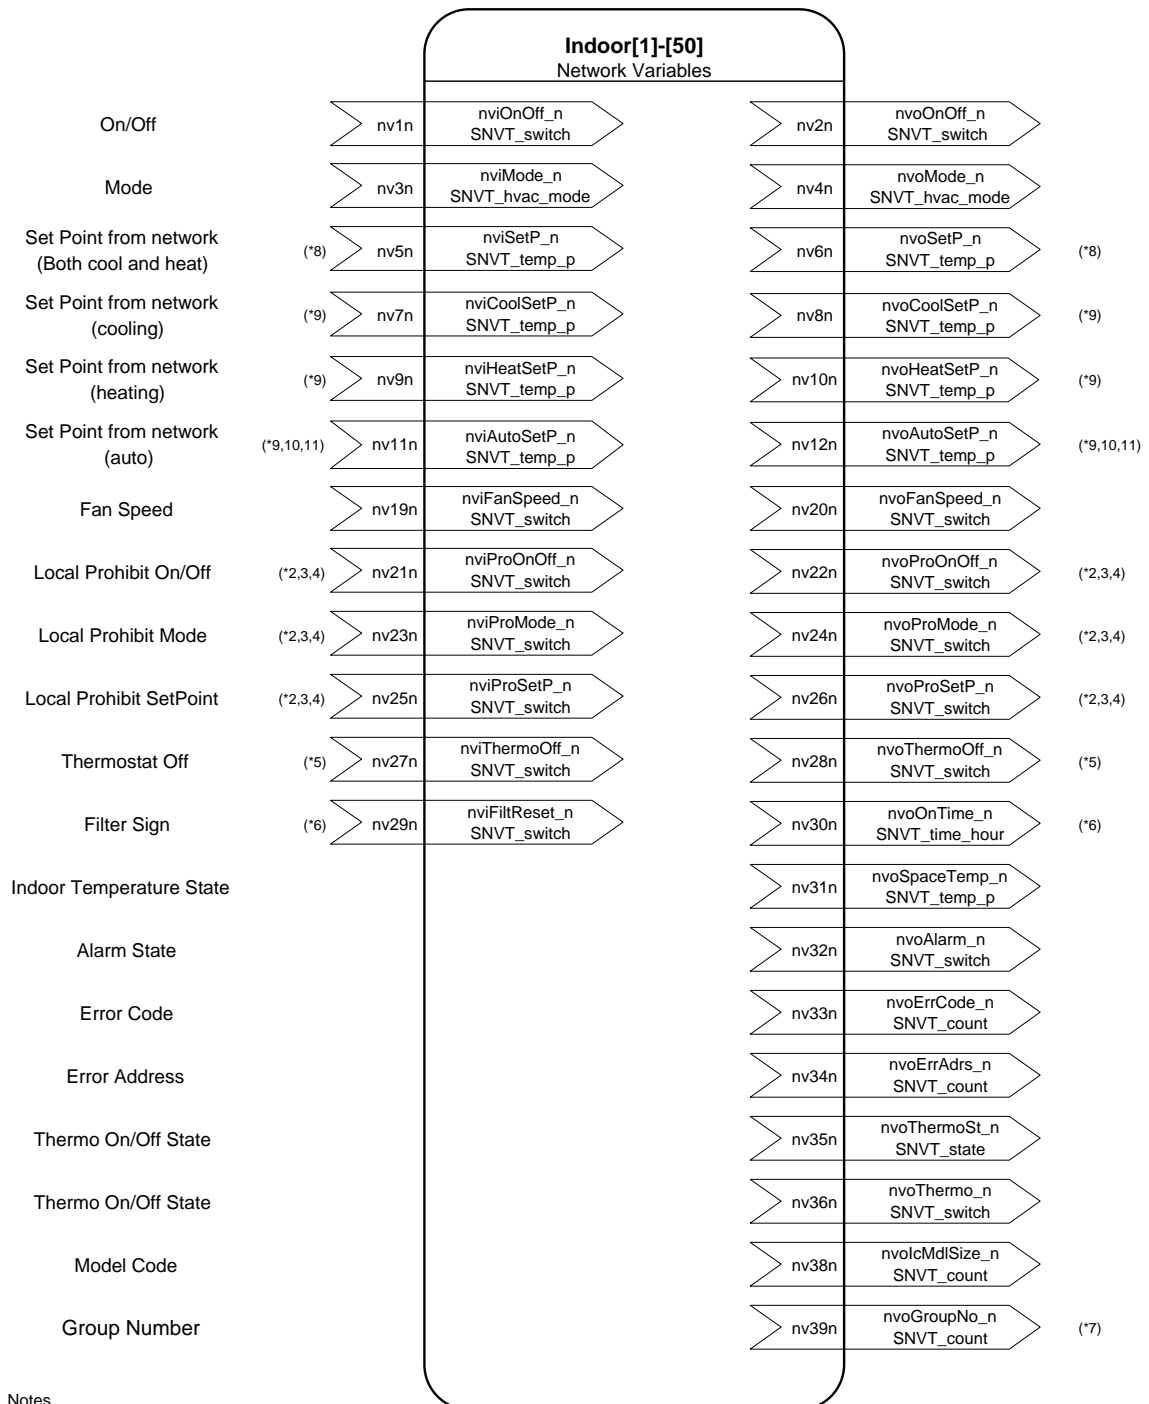 Indoor[1]-[50]
Network Variables
On/Off nv1n nviOnOff_n SNVT_switch nv2n nvoOnOff_n SNVT_switch
Mode nv3n nviMode_n SNVT_hvac_mode nv4n nvoMode_n SNVT_hvac_mode
Set Point from network
(Both cool and heat) (*8) nv5n nviSetP_n SNVT_temp_p nv6n nvoSetP_n SNVT_temp_p (*8)
Set Point from network
(cooling) (*9) nv7n nviCoolSetP_n SNVT_temp_p nv8n nvoCoolSetP_n SNVT_temp_p (*9)
Set Point from network
(heating) (*9) nv9n nviHeatSetP_n SNVT_temp_p nv10n nvoHeatSetP_n SNVT_temp_p (*9)
Set Point from network
(auto) (*9,10,11) nv11n nviAutoSetP_n SNVT_temp_p nv12n nvoAutoSetP_n SNVT_temp_p (*9,10,11)
Fan Speed nv19n nviFanSpeed_n SNVT_switch nv20n nvoFanSpeed_n SNVT_switch
Local Prohibit On/Off (*2,3,4) nv21n nviProOnOff_n SNVT_switch nv22n nvoProOnOff_n SNVT_switch (*2,3,4)
Local Prohibit Mode (*2,3,4) nv23n nviProMode_n SNVT_switch nv24n nvoProMode_n SNVT_switch (*2,3,4)
Local Prohibit SetPoint (*2,3,4) nv25n nviProSetP_n SNVT_switch nv26n nvoProSetP_n SNVT_switch (*2,3,4)
Thermostat Off (*5) nv27n nviThermoOff_n SNVT_switch nv28n nvoThermoOff_n SNVT_switch (*5)
Filter Sign (*6) nv29n nviFiltReset_n SNVT_switch nv30n nvoOnTime_n SNVT_time_hour (*6)
Indoor Temperature State nv31n nvoSpaceTemp_n SNVT_temp_p
Alarm State nv32n nvoAlarm_n SNVT_switch
Error Code nv33n nvoErrCode_n SNVT_count
Error Address nv34n nvoErrAdrs_n SNVT_count
Thermo On/Off State nv35n nvoThermoSt_n SNVT_state
Thermo On/Off State nv36n nvoThermo_n SNVT_switch
Model Code nv38n nvoIcMdlSize_n SNVT_count
Group Number nv39n nvoGroupNo_n SNVT_count (*7)
Notes